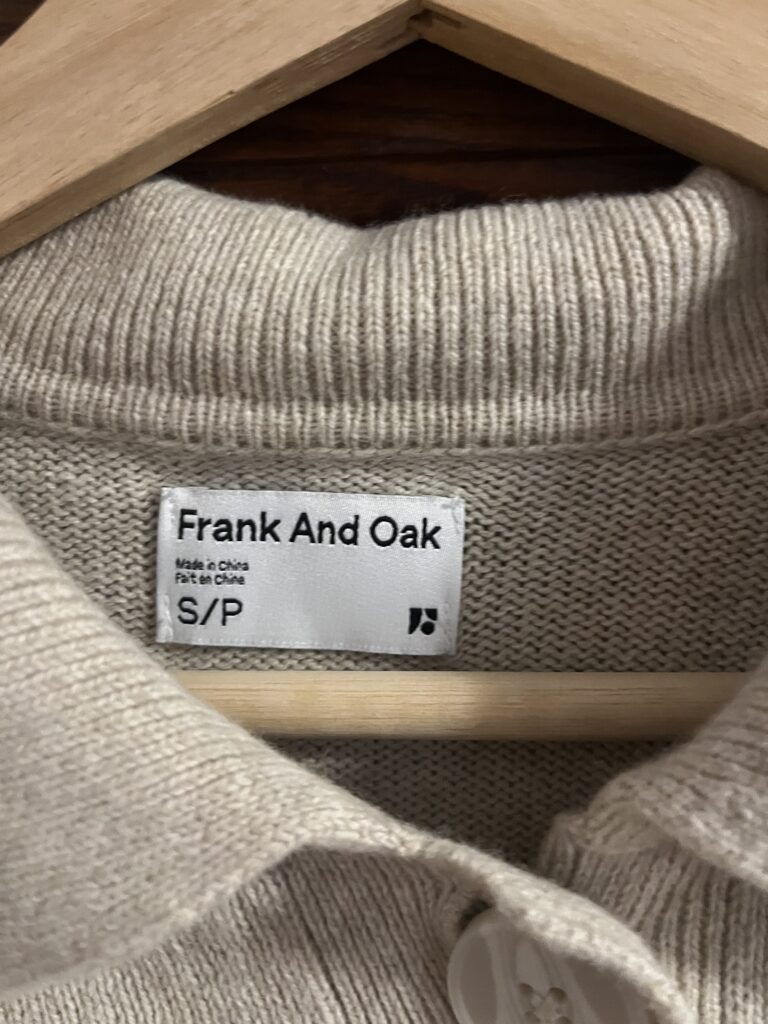 Frank And Oak
Made in China
Fait en Chine
S/P